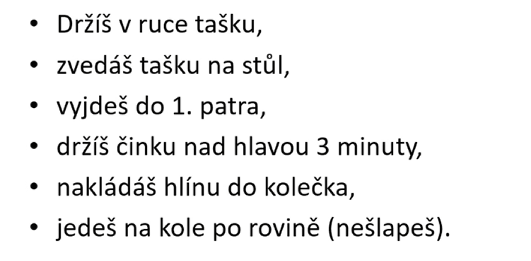 • Držíš v ruce tašku,
• zvedáš tašku na stůl,
• vyjdeš do 1. patra,
• držíš činku nad hlavou 3 minuty,
• nakládáš hlínu do kolečka,
• jedeš na kole po rovině (nešlapeš).